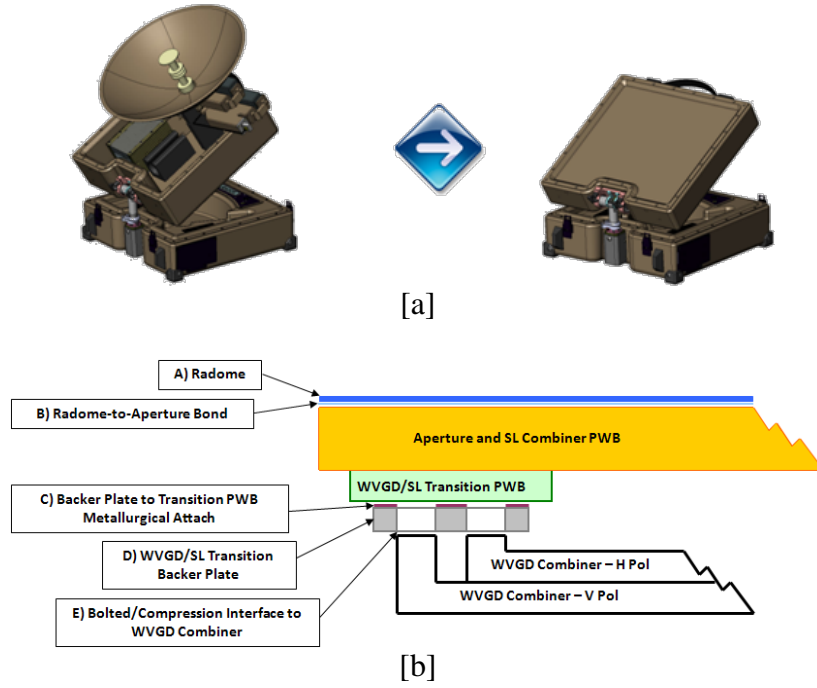 [a]
A) Radome
B) Radome-to-Aperture Bond
Aperture and SL Combiner PWB
WVGD/SL Transition PWB
C) Backer Plate to Transition PWB
Metallurgical Attach
D) WVGD/SL Transition
Backer Plate
WVGD Combiner – H Pol
WVGD Combiner – V Pol
E) Bolted/Compression Interface to
WVGD Combiner
[b]